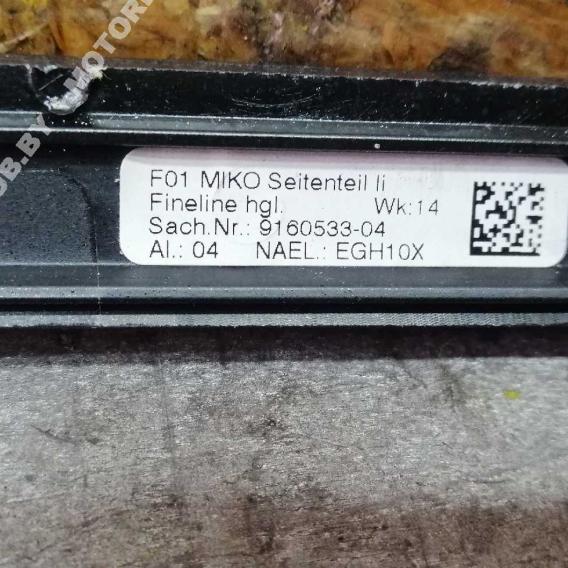 F01 MIKO Seitenteil li
Fineline hgl. Wk:14
Sach.Nr.: 9160533-04
Al.: 04 NAEL.: EGH10X